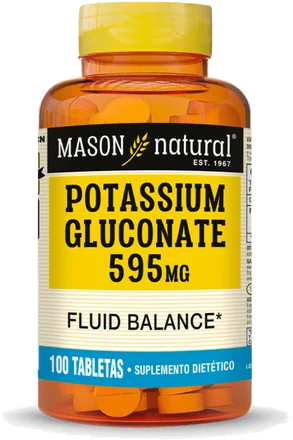 MASON natural®
EST. 1967
POTASSIUM
GLUCONATE
595MG
FLUID BALANCE*
100 TABLETAS • SUPLEMENTO DIETÉTICO